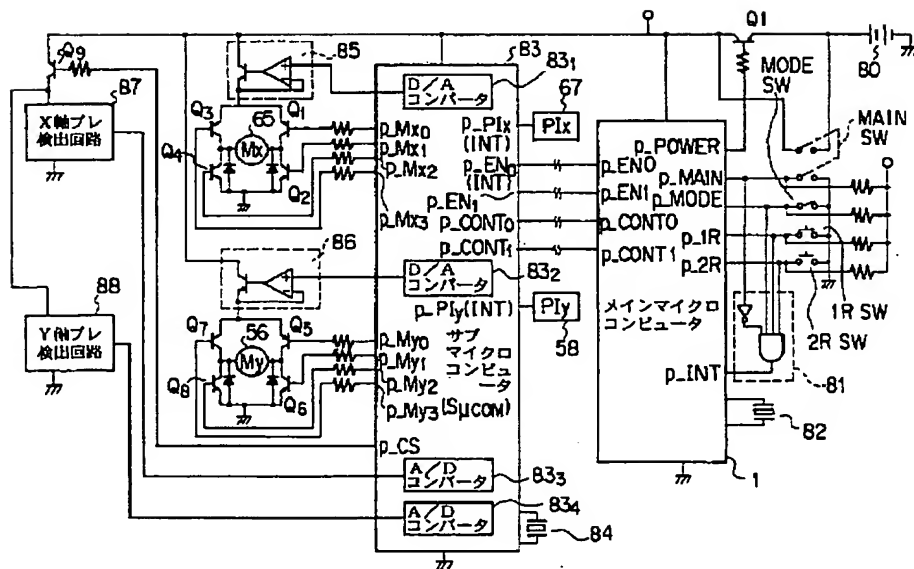 Q1
80
MODE
SW
MAIN
SW
Q9
85
83
83₁
D/A
コンバータ
87
X軸ブレ
検出回路
Q3
65
Q1
Mx
Q4
Q2
p_Mx0
p_Mx1
p_Mx2
p_Mx3
67
PIx
p_PIx
(INT)
p_EN0
(INT)
p_EN1
p_CONT0
p_CONT1
p_POWER
p_MAIN
p_EN0
p_EN1
p_MODE
p_CONT0
p_1R
p_CONT1
p_2R
86
D/A
コンバータ
83₂
p_PIy(INT)
PIy
58
メインマイクロ
コンピュータ
1R SW
2R SW
81
88
Y軸ブレ
検出回路
Q7
56
Q5
My
Q8
Q6
p_My0
p_My1
p_My2
p_My3
サブ
マイクロ
コンピュ
ータ
(SμCOM)
p_INT
82
1
p_CS
A/D
コンバータ
83₃
A/D
コンバータ
83₄
84